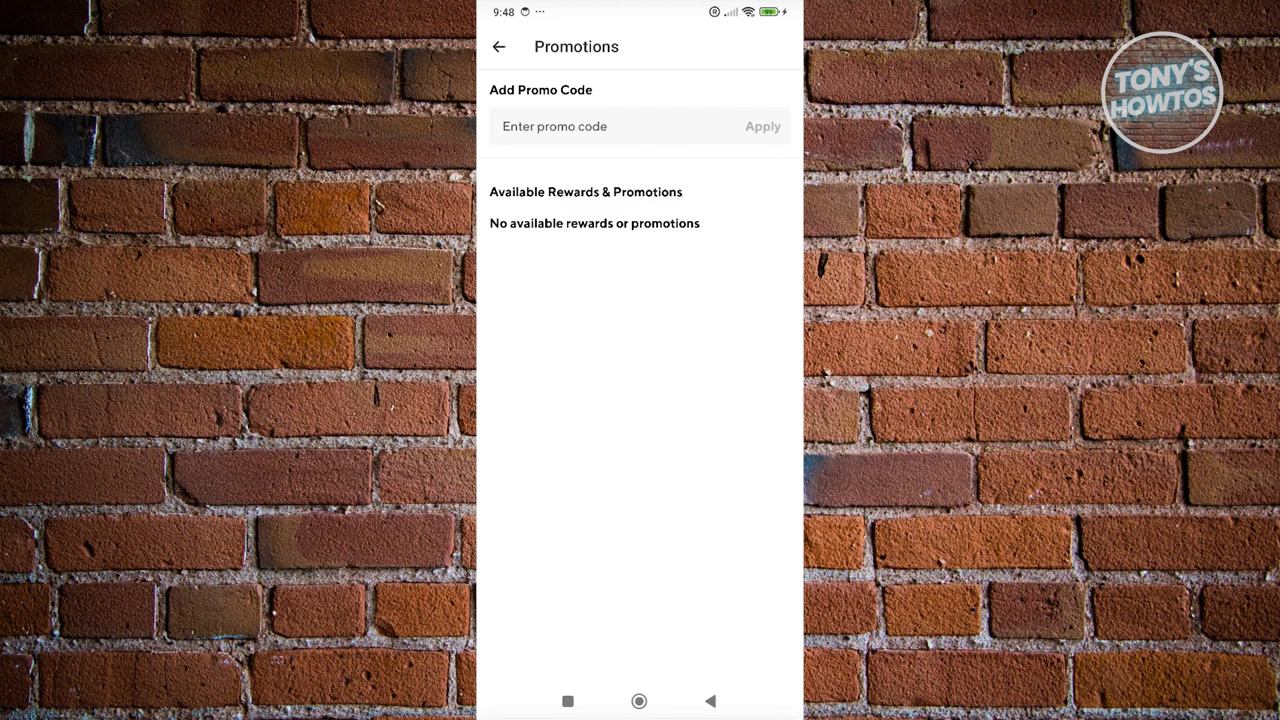 9:48
Promotions
Add Promo Code
Enter promo code
Apply
Available Rewards & Promotions
No available rewards or promotions
TONY'S
HOWTOS